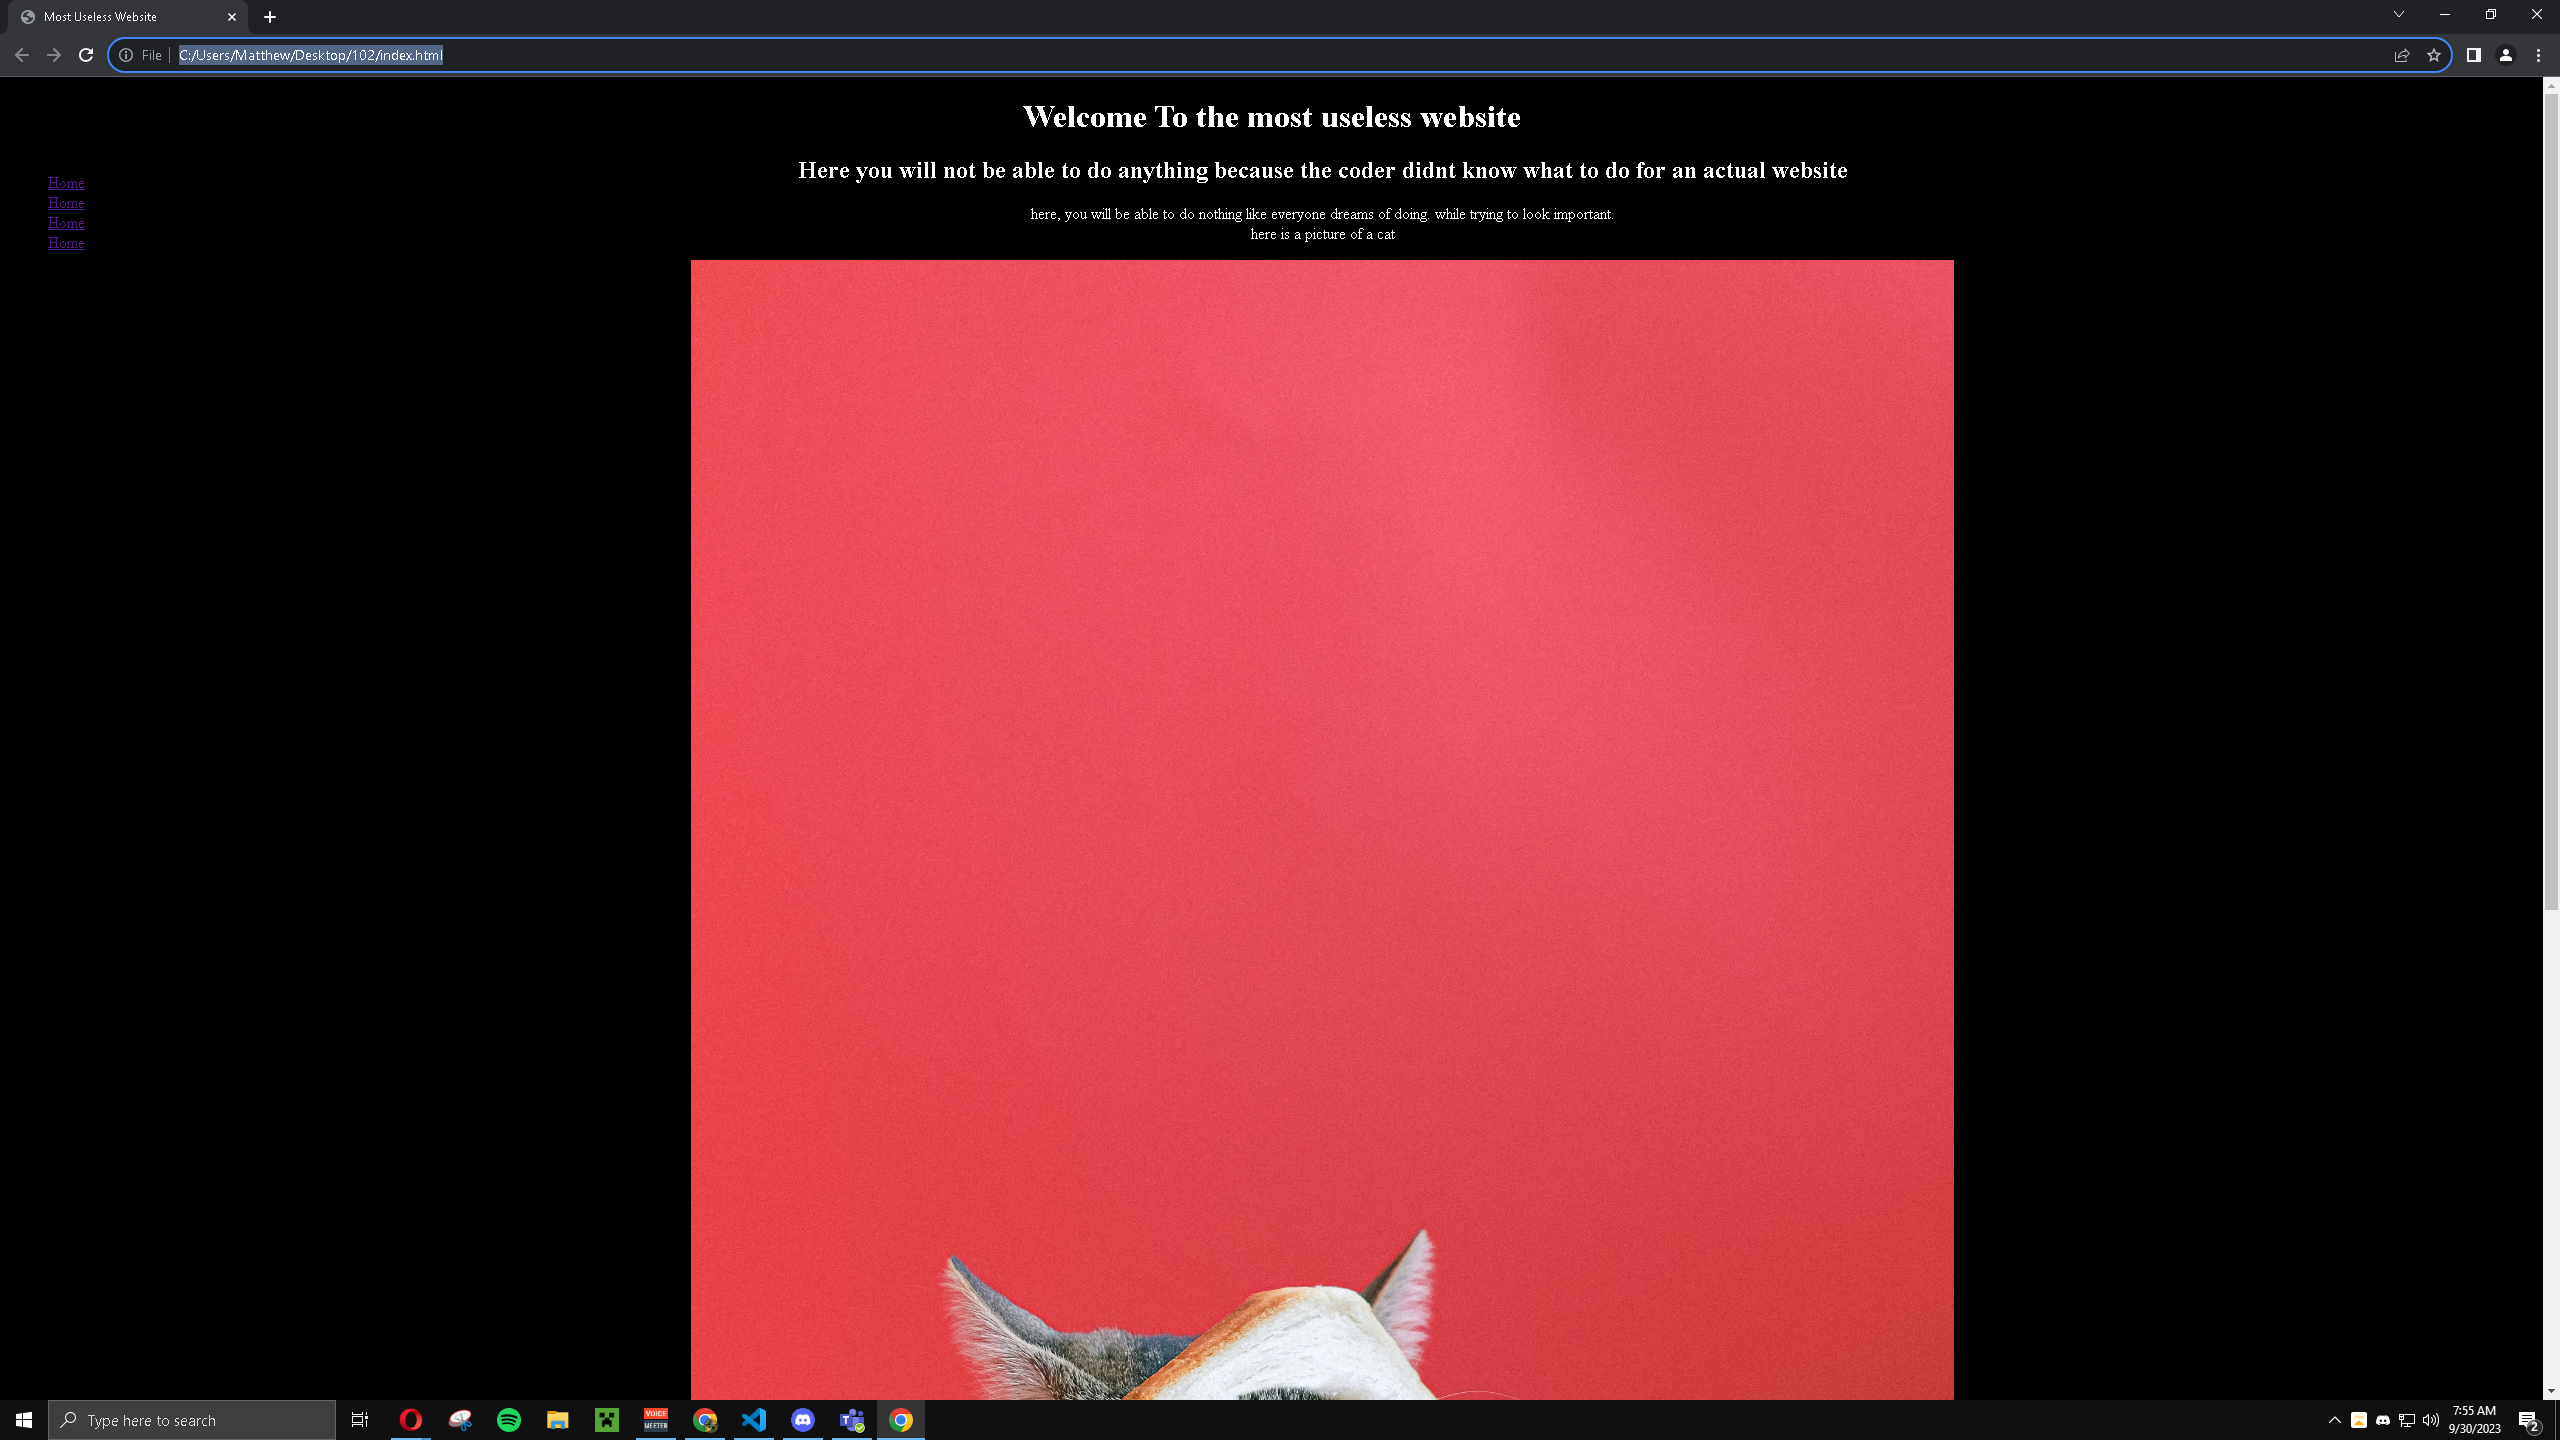 Most Useless Website
File
C:/Users/Matthew/Desktop/102/index.html
Welcome To the most useless website
Here you will not be able to do anything because the coder didnt know what to do for an actual website
Home
Home
Home
Home
here, you will be able to do nothing like everyone dreams of doing. while trying to look important.
here is a picture of a cat
Type here to search
VOICE
MEETER
7:55 AM
9/30/2023
2